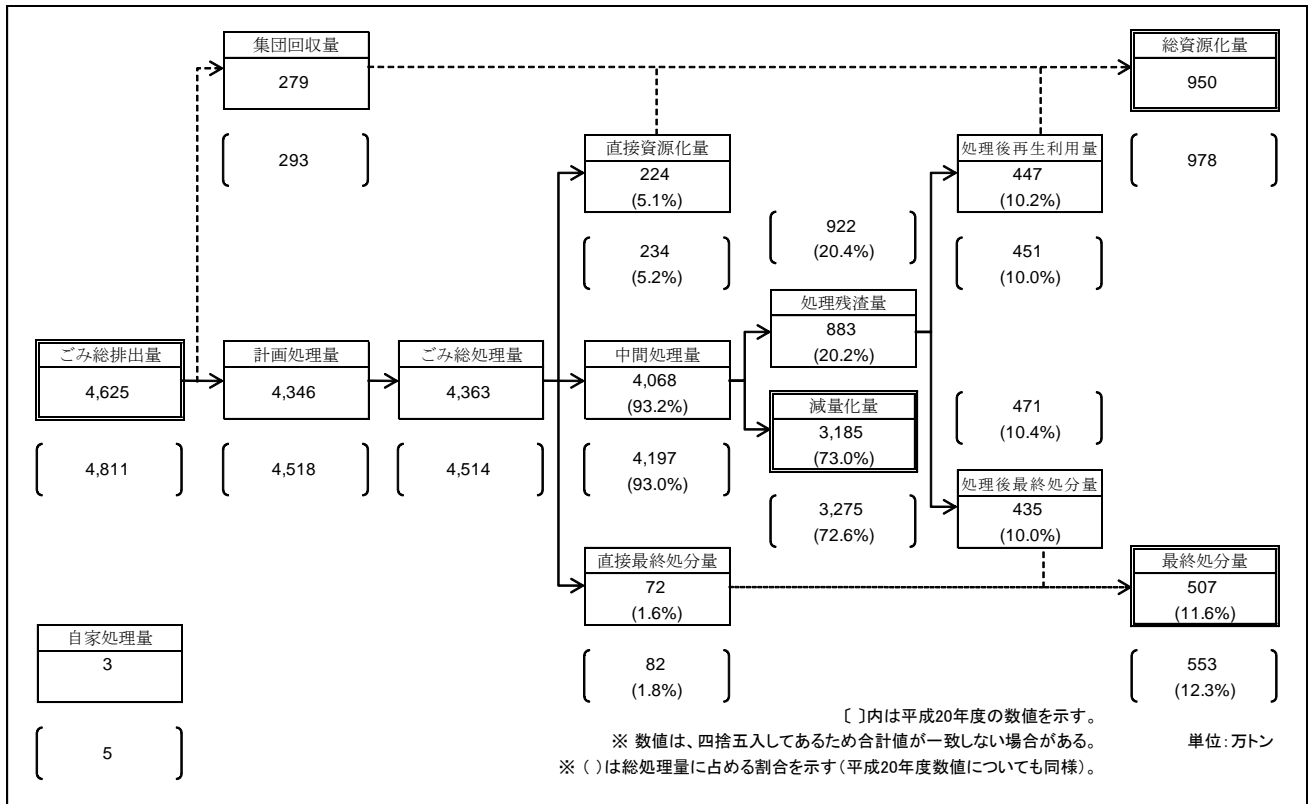 集団回収量
279
293
総資源化量
950
978
直接資源化量
224
(5.1%)
234
(5.2%)
処理後再生利用量
447
(10.2%)
451
(10.0%)
922
(20.4%)
処理残渣量
883
(20.2%)
ごみ総排出量
4,625
4,811
計画処理量
4,346
4,518
ごみ総処理量
4,363
4,514
中間処理量
4,068
(93.2%)
4,197
(93.0%)
減量化量
3,185
(73.0%)
3,275
(72.6%)
471
(10.4%)
処理後最終処分量
435
(10.0%)
直接最終処分量
72
(1.6%)
82
(1.8%)
最終処分量
507
(11.6%)
553
(12.3%)
自家処理量
3
5
〔 〕内は平成20年度の数値を示す。
※ 数値は、四捨五入してあるため合計値が一致しない場合がある。
単位:万トン
※ ( )は総処理量に占める割合を示す(平成20年度数値についても同様)。